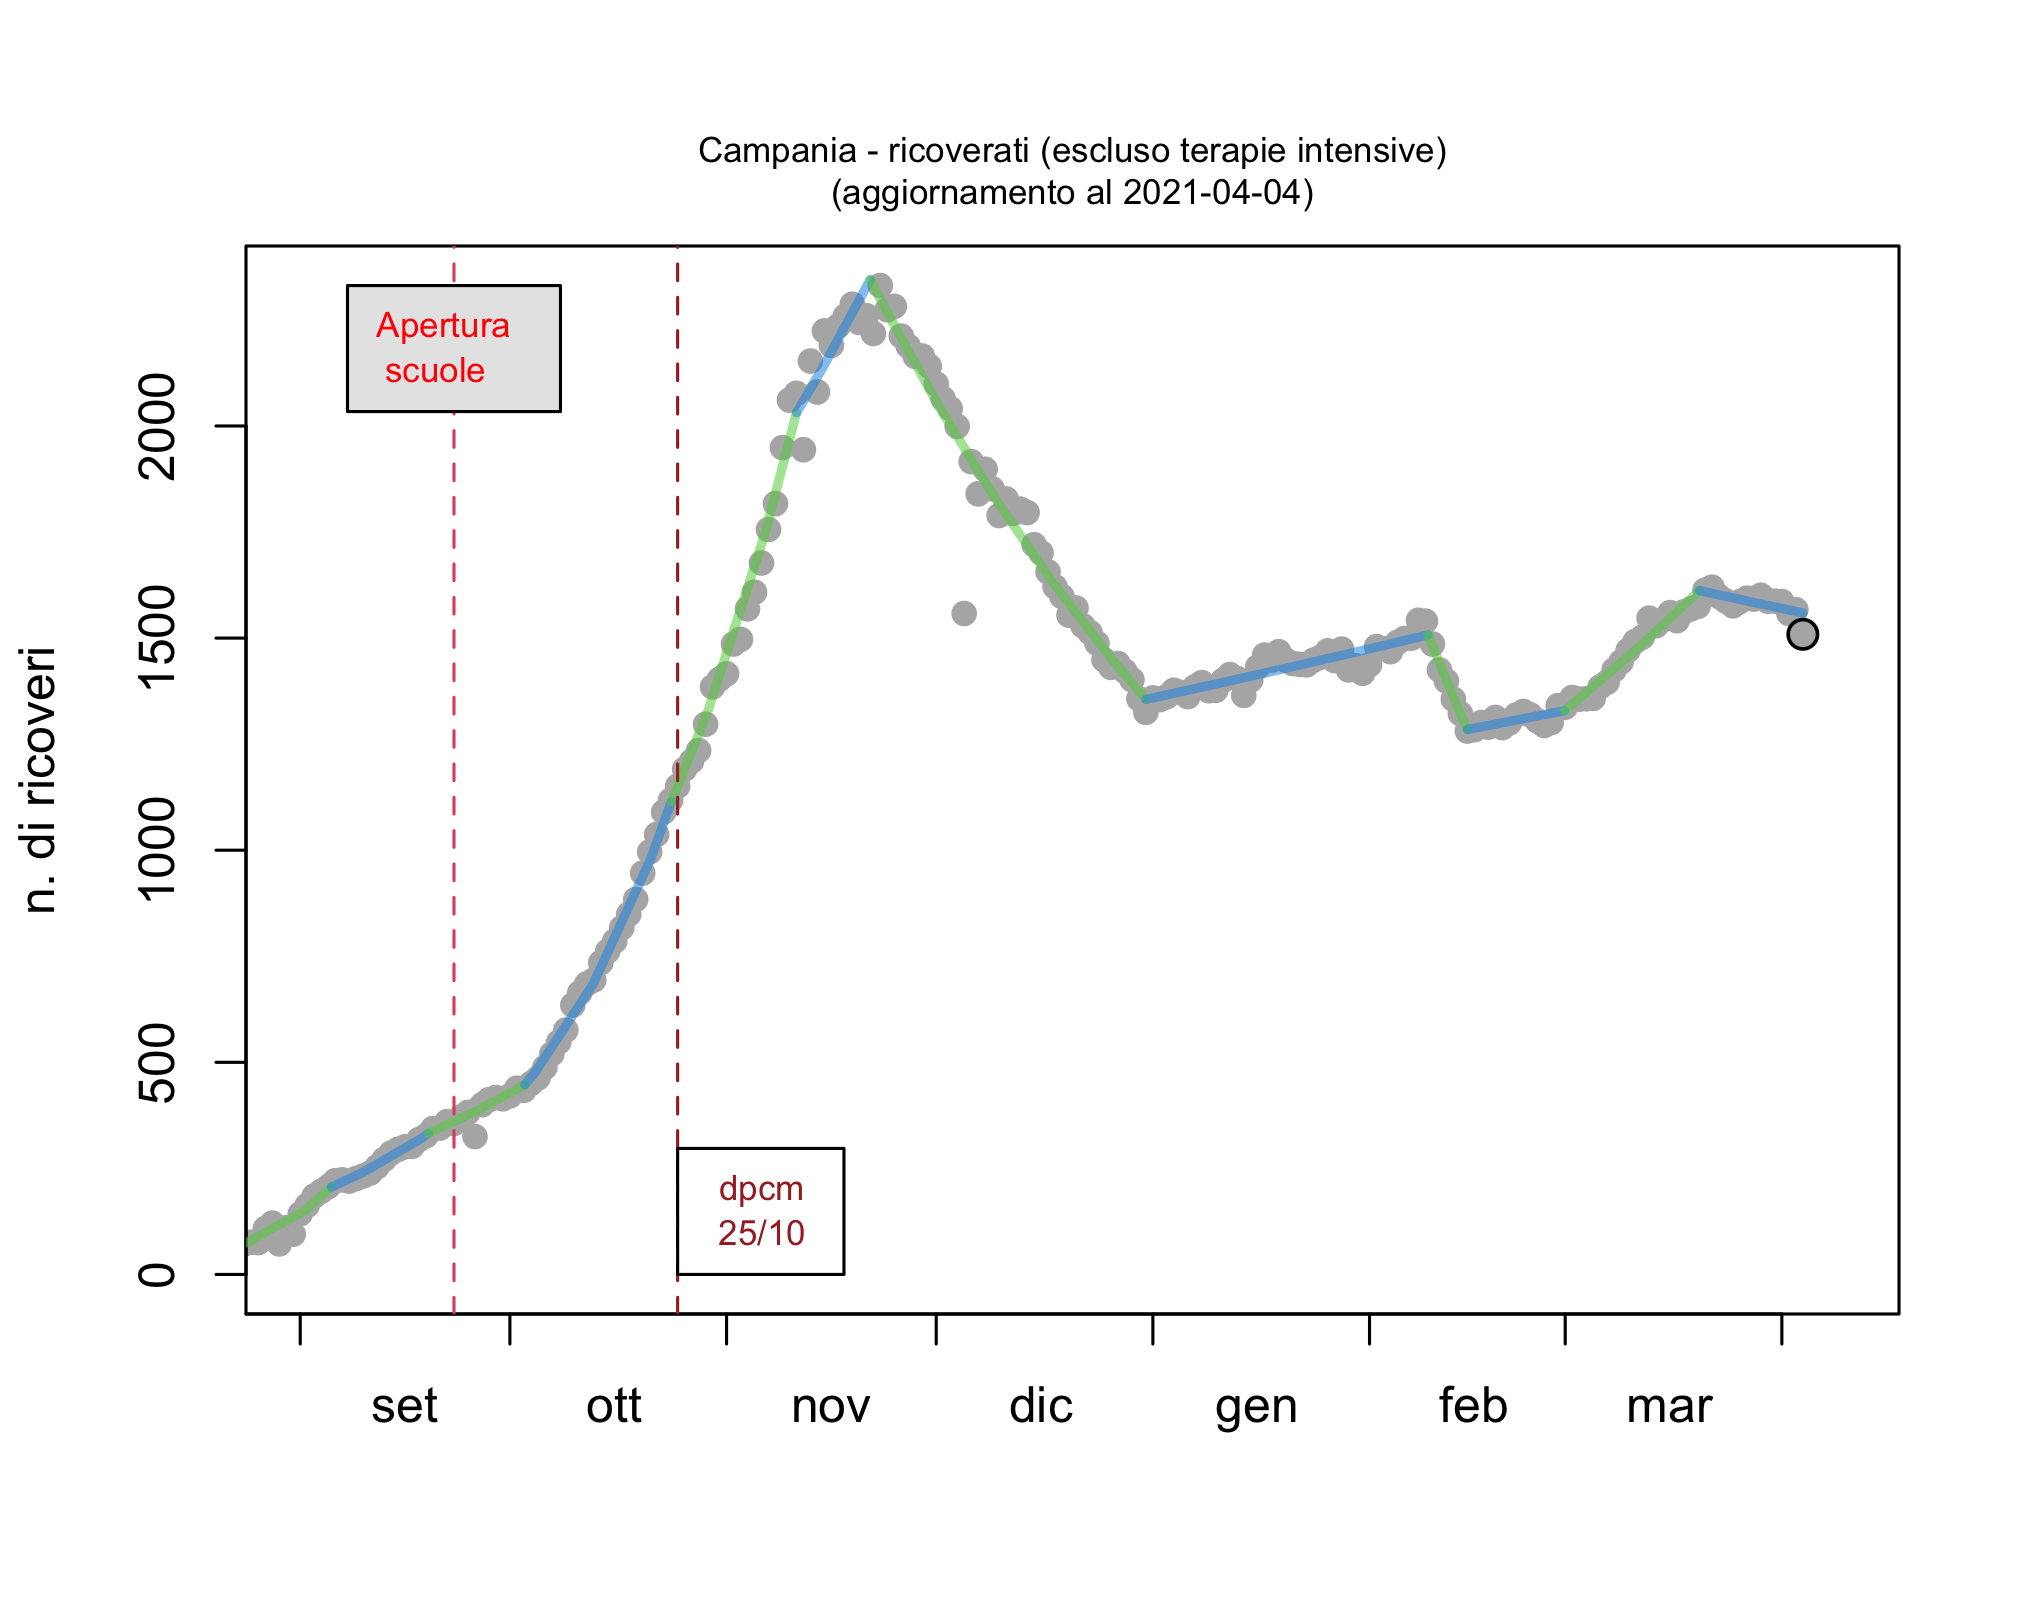 Campania - ricoverati (escluso terapie intensive)
(aggiornamento al 2021-04-04)
Apertura
scuole
dpcm
25/10
n. di ricoveri
2000
1500
1000
500
0
set ott nov dic gen feb mar